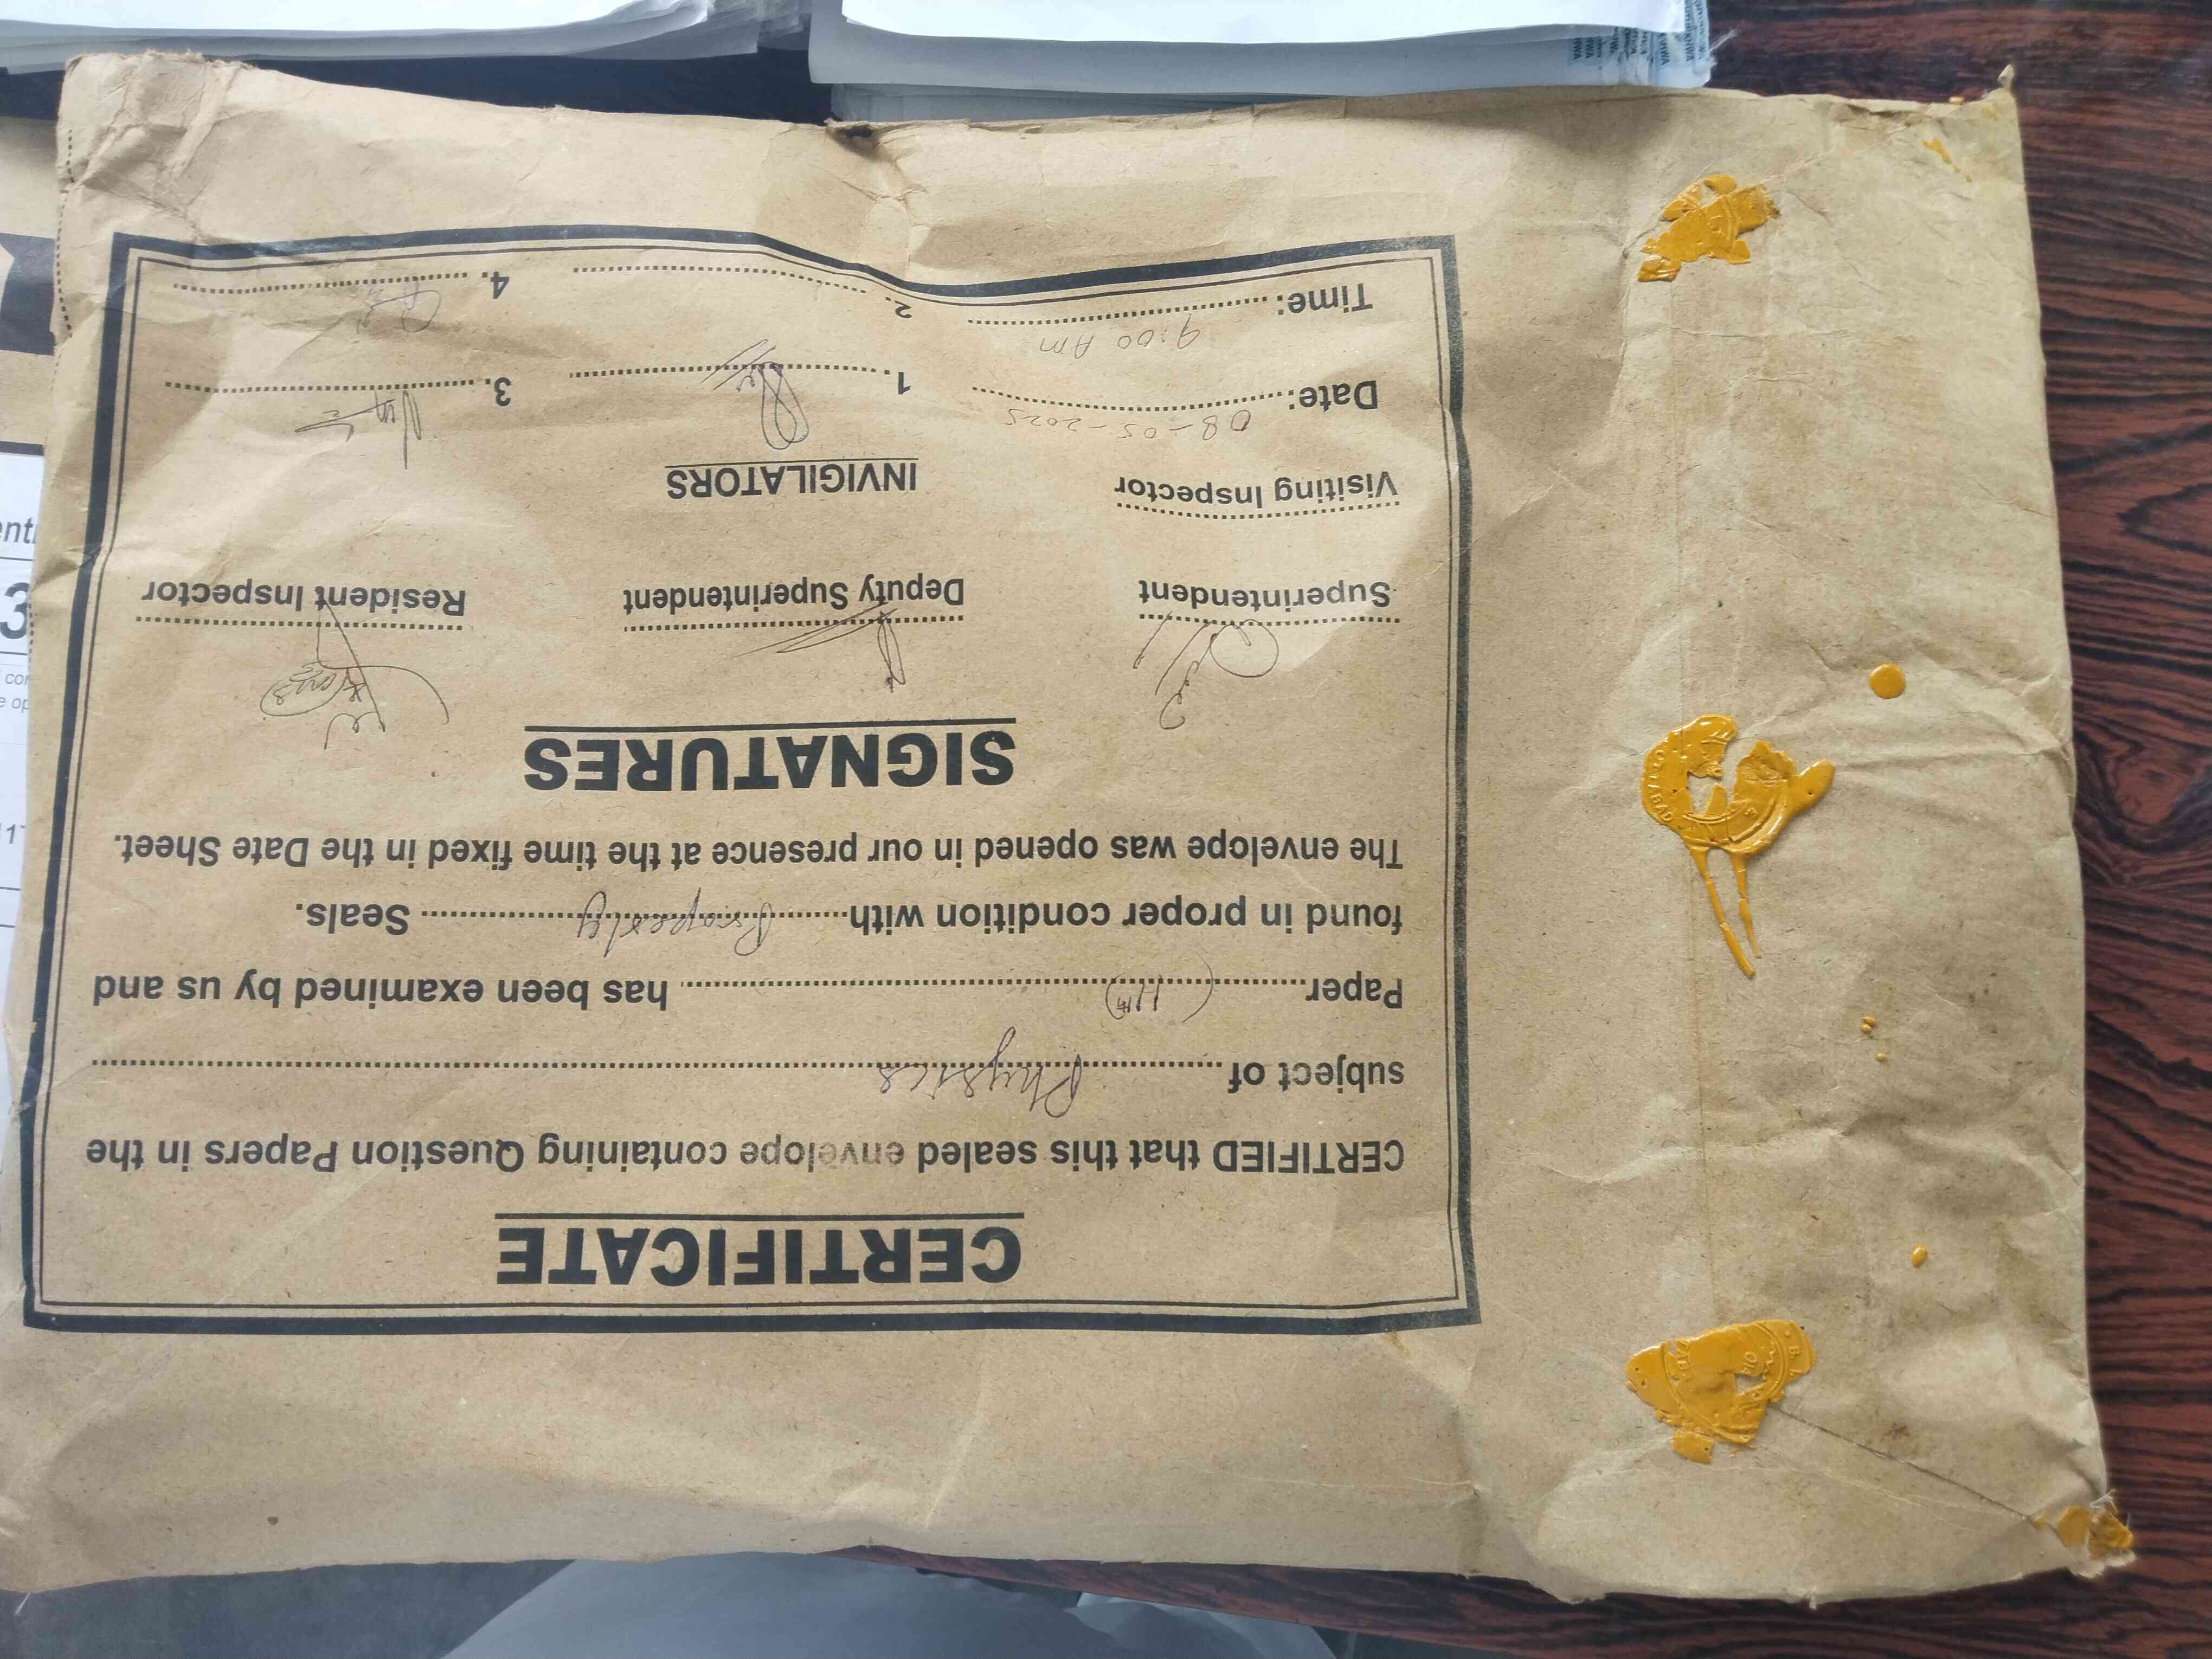 CERTIFICATE
CERTIFIED that this sealed envelope containing Question Papers in the
subject of Physics
Paper (11th) has been examined by us and
found in proper condition with Properly Seals.
The envelope was opened in our presence at the time fixed in the Date Sheet.
SIGNATURES
Superintendent Deputy Superintendent Resident Inspector
Visiting Inspector INVIGILATORS
Date: 08-05-2025 1. 3.
Time: 9:00 AM 2. 4.